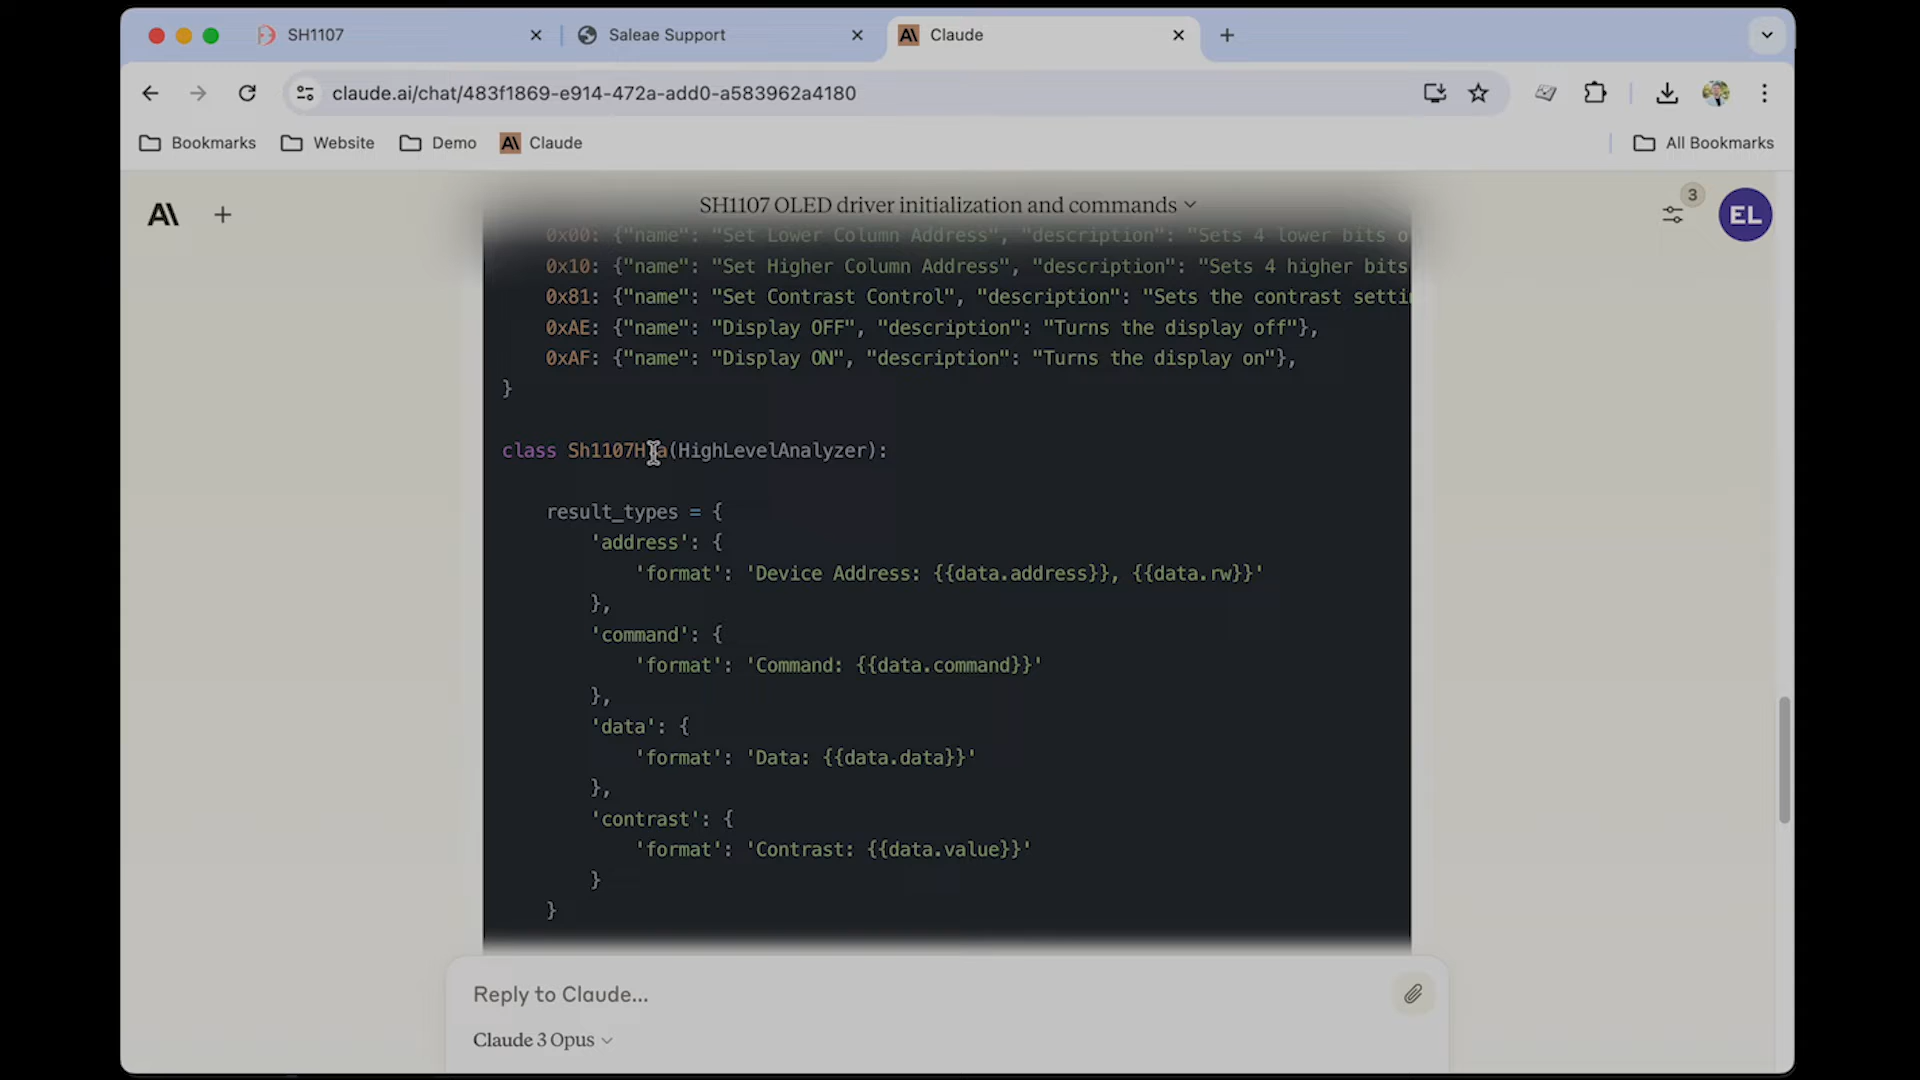 SH1107
Saleae Support
Claude
claude.ai/chat/483f1869-e914-472a-add0-a583962a4180
Bookmarks
Website
Demo
Claude
All Bookmarks
SH1107 OLED driver initialization and commands
3
EL
0x00: {"name": "Set Lower Column Address", "description": "Sets 4 lower bits o
0x10: {"name": "Set Higher Column Address", "description": "Sets 4 higher bits
0x81: {"name": "Set Contrast Control", "description": "Sets the contrast setti
0xAE: {"name": "Display OFF", "description": "Turns the display off"},
0xAF: {"name": "Display ON", "description": "Turns the display on"},
}
class Sh1107Hla(HighLevelAnalyzer):
result_types = {
'address': {
'format': 'Device Address: {{data.address}}, {{data.rw}}'
},
'command': {
'format': 'Command: {{data.command}}'
},
'data': {
'format': 'Data: {{data.data}}'
},
'contrast': {
'format': 'Contrast: {{data.value}}'
}
}
Reply to Claude...
Claude 3 Opus